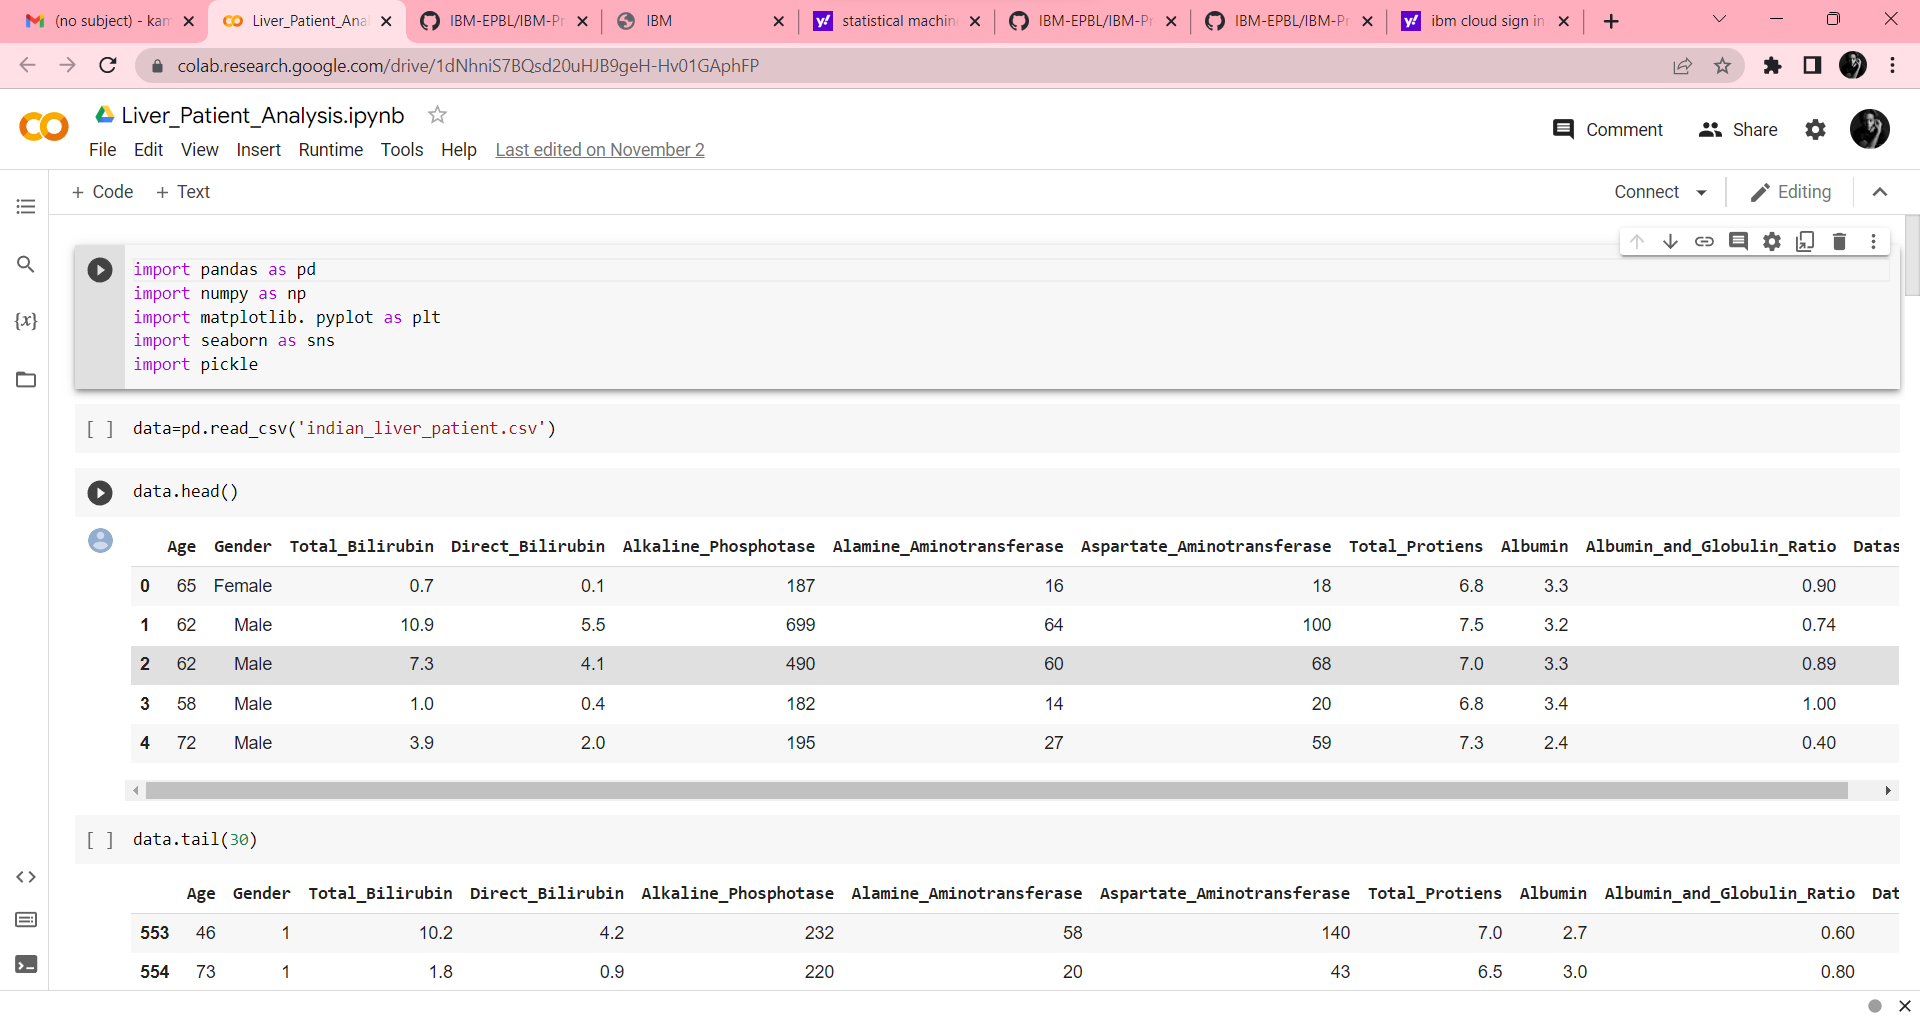 (no subject) - kam
Liver_Patient_Anal
IBM-EPBL/IBM-Pr
IBM
statistical machin
IBM-EPBL/IBM-Pr
IBM-EPBL/IBM-Pr
ibm cloud sign in
colab.research.google.com/drive/1dNhniS7BQsd20uHJB9geH-Hv01GAphFP
Liver_Patient_Analysis.ipynb
Comment Share
File Edit View Insert Runtime Tools Help Last edited on November 2
+ Code + Text Connect Editing
import pandas as pd
import numpy as np
import matplotlib. pyplot as plt
import seaborn as sns
import pickle
{x}
[ ] data=pd.read_csv('indian_liver_patient.csv')
data.head()
Age Gender Total_Bilirubin Direct_Bilirubin Alkaline_Phosphotase Alamine_Aminotransferase Aspartate_Aminotransferase Total_Protiens Albumin Albumin_and_Globulin_Ratio Datas
0 65 Female 0.7 0.1 187 16 18 6.8 3.3 0.90
1 62 Male 10.9 5.5 699 64 100 7.5 3.2 0.74
2 62 Male 7.3 4.1 490 60 68 7.0 3.3 0.89
3 58 Male 1.0 0.4 182 14 20 6.8 3.4 1.00
4 72 Male 3.9 2.0 195 27 59 7.3 2.4 0.40
[ ] data.tail(30)
Age Gender Total_Bilirubin Direct_Bilirubin Alkaline_Phosphotase Alamine_Aminotransferase Aspartate_Aminotransferase Total_Protiens Albumin Albumin_and_Globulin_Ratio Dat
553 46 1 10.2 4.2 232 58 140 7.0 2.7 0.60
554 73 1 1.8 0.9 220 20 43 6.5 3.0 0.80